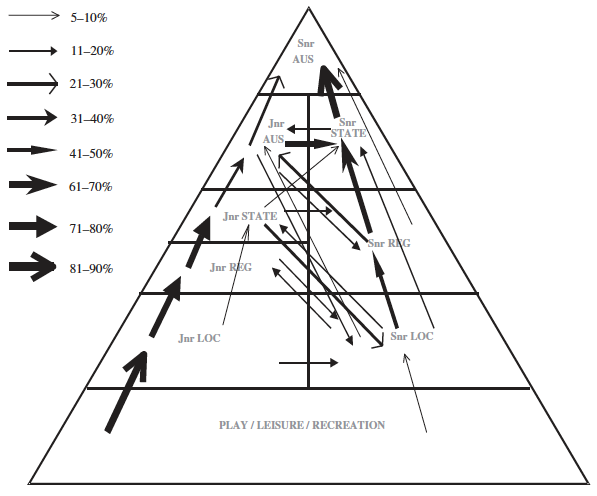 5–10%
11–20%
21–30%
31–40%
41–50%
61–70%
71–80%
81–90%
Snr
AUS
Jnr
AUS
Snr
STATE
Jnr STATE
Snr REG
Jnr REG
Jnr LOC
Snr LOC
PLAY / LEISURE / RECREATION